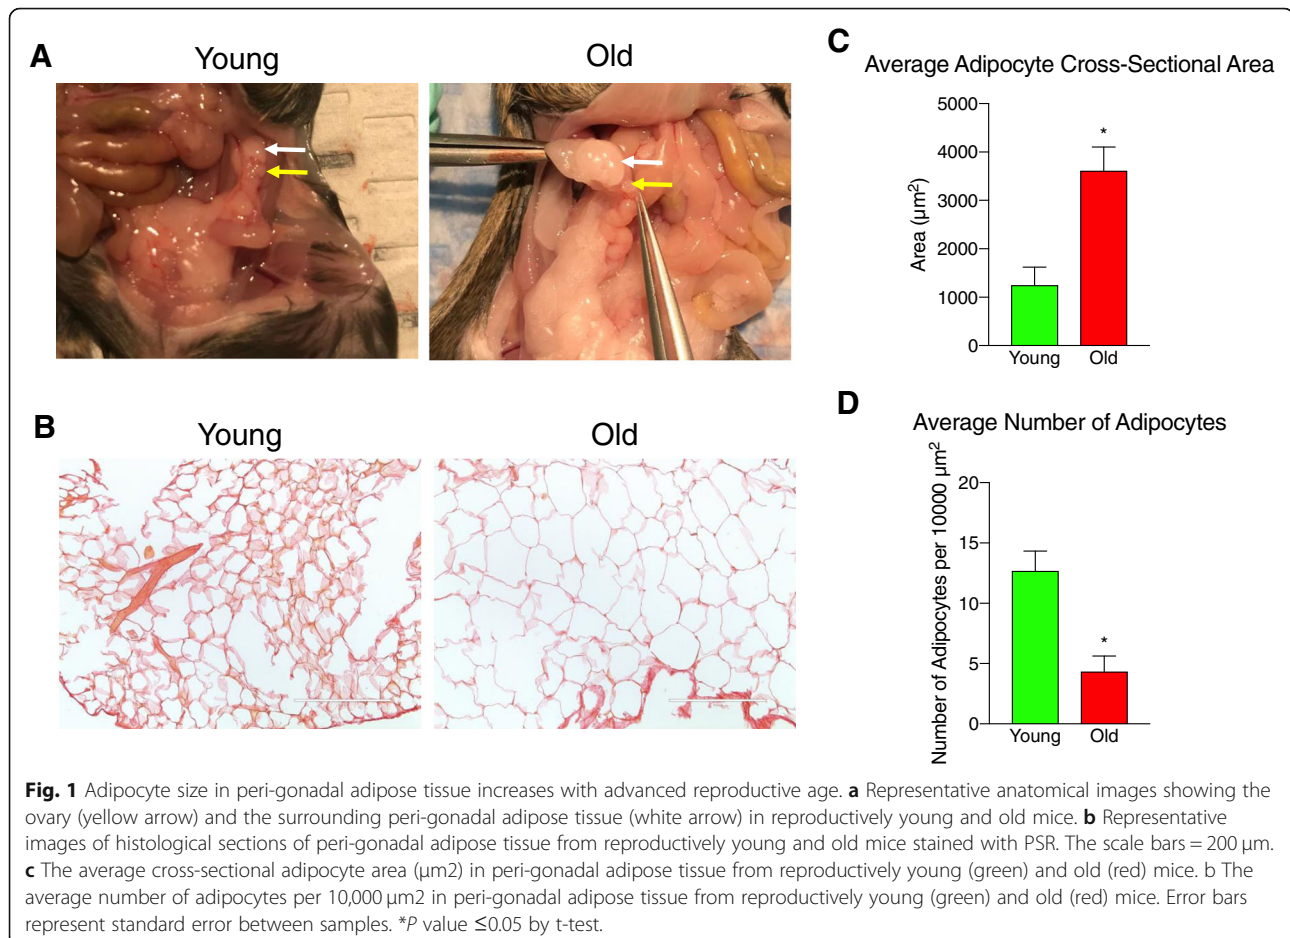 A
Young
Old
B
Young
Old
C
Average Adipocyte Cross-Sectional Area
Area (µm²)
5000
4000
3000
2000
1000
0
*
Young
Old
D
Average Number of Adipocytes
Number of Adipocytes per 10000 µm²
20
15
10
5
0
*
Young
Old
Fig. 1 Adipocyte size in peri-gonadal adipose tissue increases with advanced reproductive age. a Representative anatomical images showing the
ovary (yellow arrow) and the surrounding peri-gonadal adipose tissue (white arrow) in reproductively young and old mice. b Representative
images of histological sections of peri-gonadal adipose tissue from reproductively young and old mice stained with PSR. The scale bars = 200 µm.
c The average cross-sectional adipocyte area (µm2) in peri-gonadal adipose tissue from reproductively young (green) and old (red) mice. b The
average number of adipocytes per 10,000 µm2 in peri-gonadal adipose tissue from reproductively young (green) and old (red) mice. Error bars
represent standard error between samples. *P value ≤0.05 by t-test.